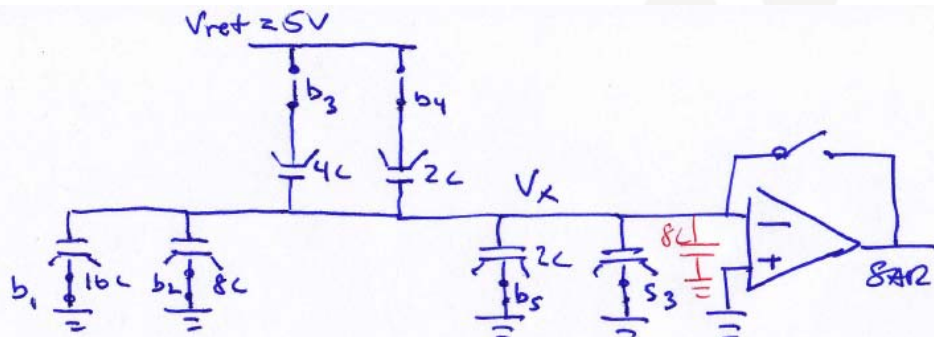 Vref = 5V
b3
b4
4C
2C
Vx
b1
16C
b2
8C
2C
b5
S3
8C
−
+
SAR